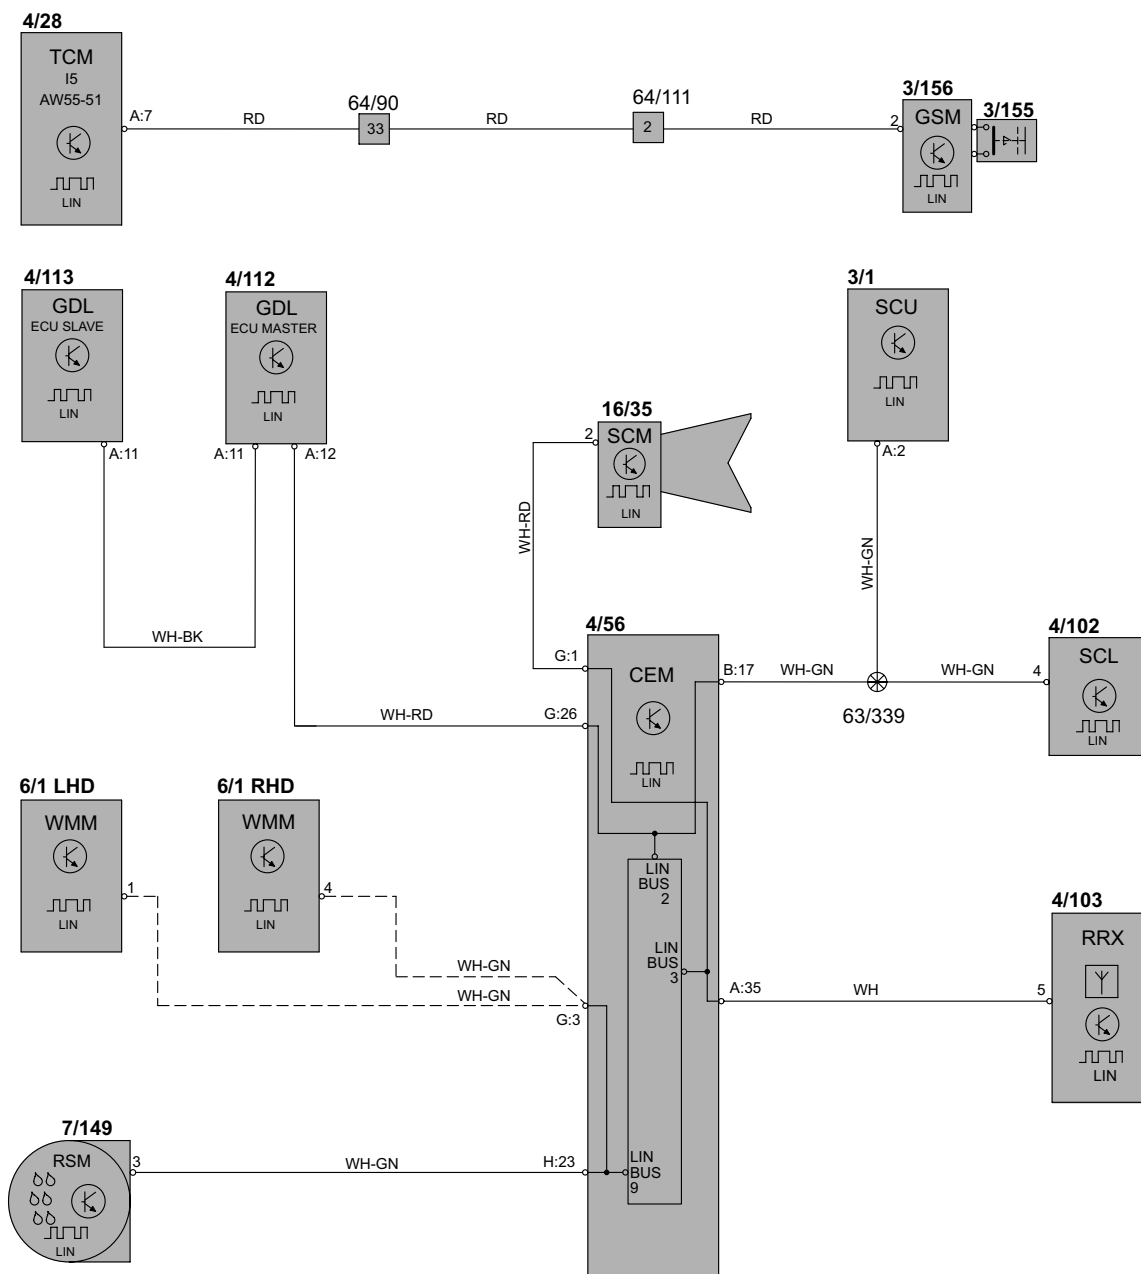 4/28
TCM
I5
AW55-51
LIN
A:7
RD
64/90
33
RD
64/111
2
RD
2
3/156
GSM
LIN
3/155
4/113
GDL
ECU SLAVE
LIN
A:11
4/112
GDL
ECU MASTER
LIN
A:11
A:12
WH-BK
WH-RD
16/35
SCM
LIN
2
WH-RD
3/1
SCU
LIN
A:2
WH-GN
4/56
CEM
LIN
G:1
G:26
B:17
WH-GN
63/339
WH-GN
4
4/102
SCL
LIN
6/1 LHD
WMM
LIN
1
6/1 RHD
WMM
LIN
4
WH-GN
WH-GN
G:3
LIN
BUS
2
LIN
BUS
3
A:35
WH
5
4/103
RRX
LIN
7/149
RSM
LIN
3
WH-GN
H:23
LIN
BUS
9